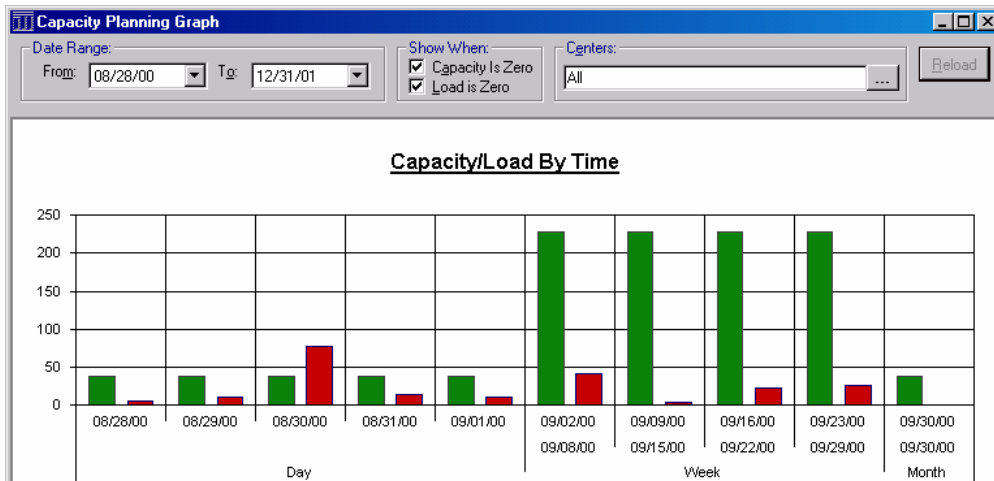 Capacity Planning Graph
Date Range:
From: 08/28/00 To: 12/31/01
Show When:
Capacity Is Zero
Load is Zero
Centers:
All ...
Reload
Capacity/Load By Time
250
200
150
100
50
0
08/28/00 08/29/00 08/30/00 08/31/00 09/01/00 09/02/00 09/09/00 09/16/00 09/23/00 09/30/00
09/08/00 09/15/00 09/22/00 09/29/00 09/30/00
Day Week Month